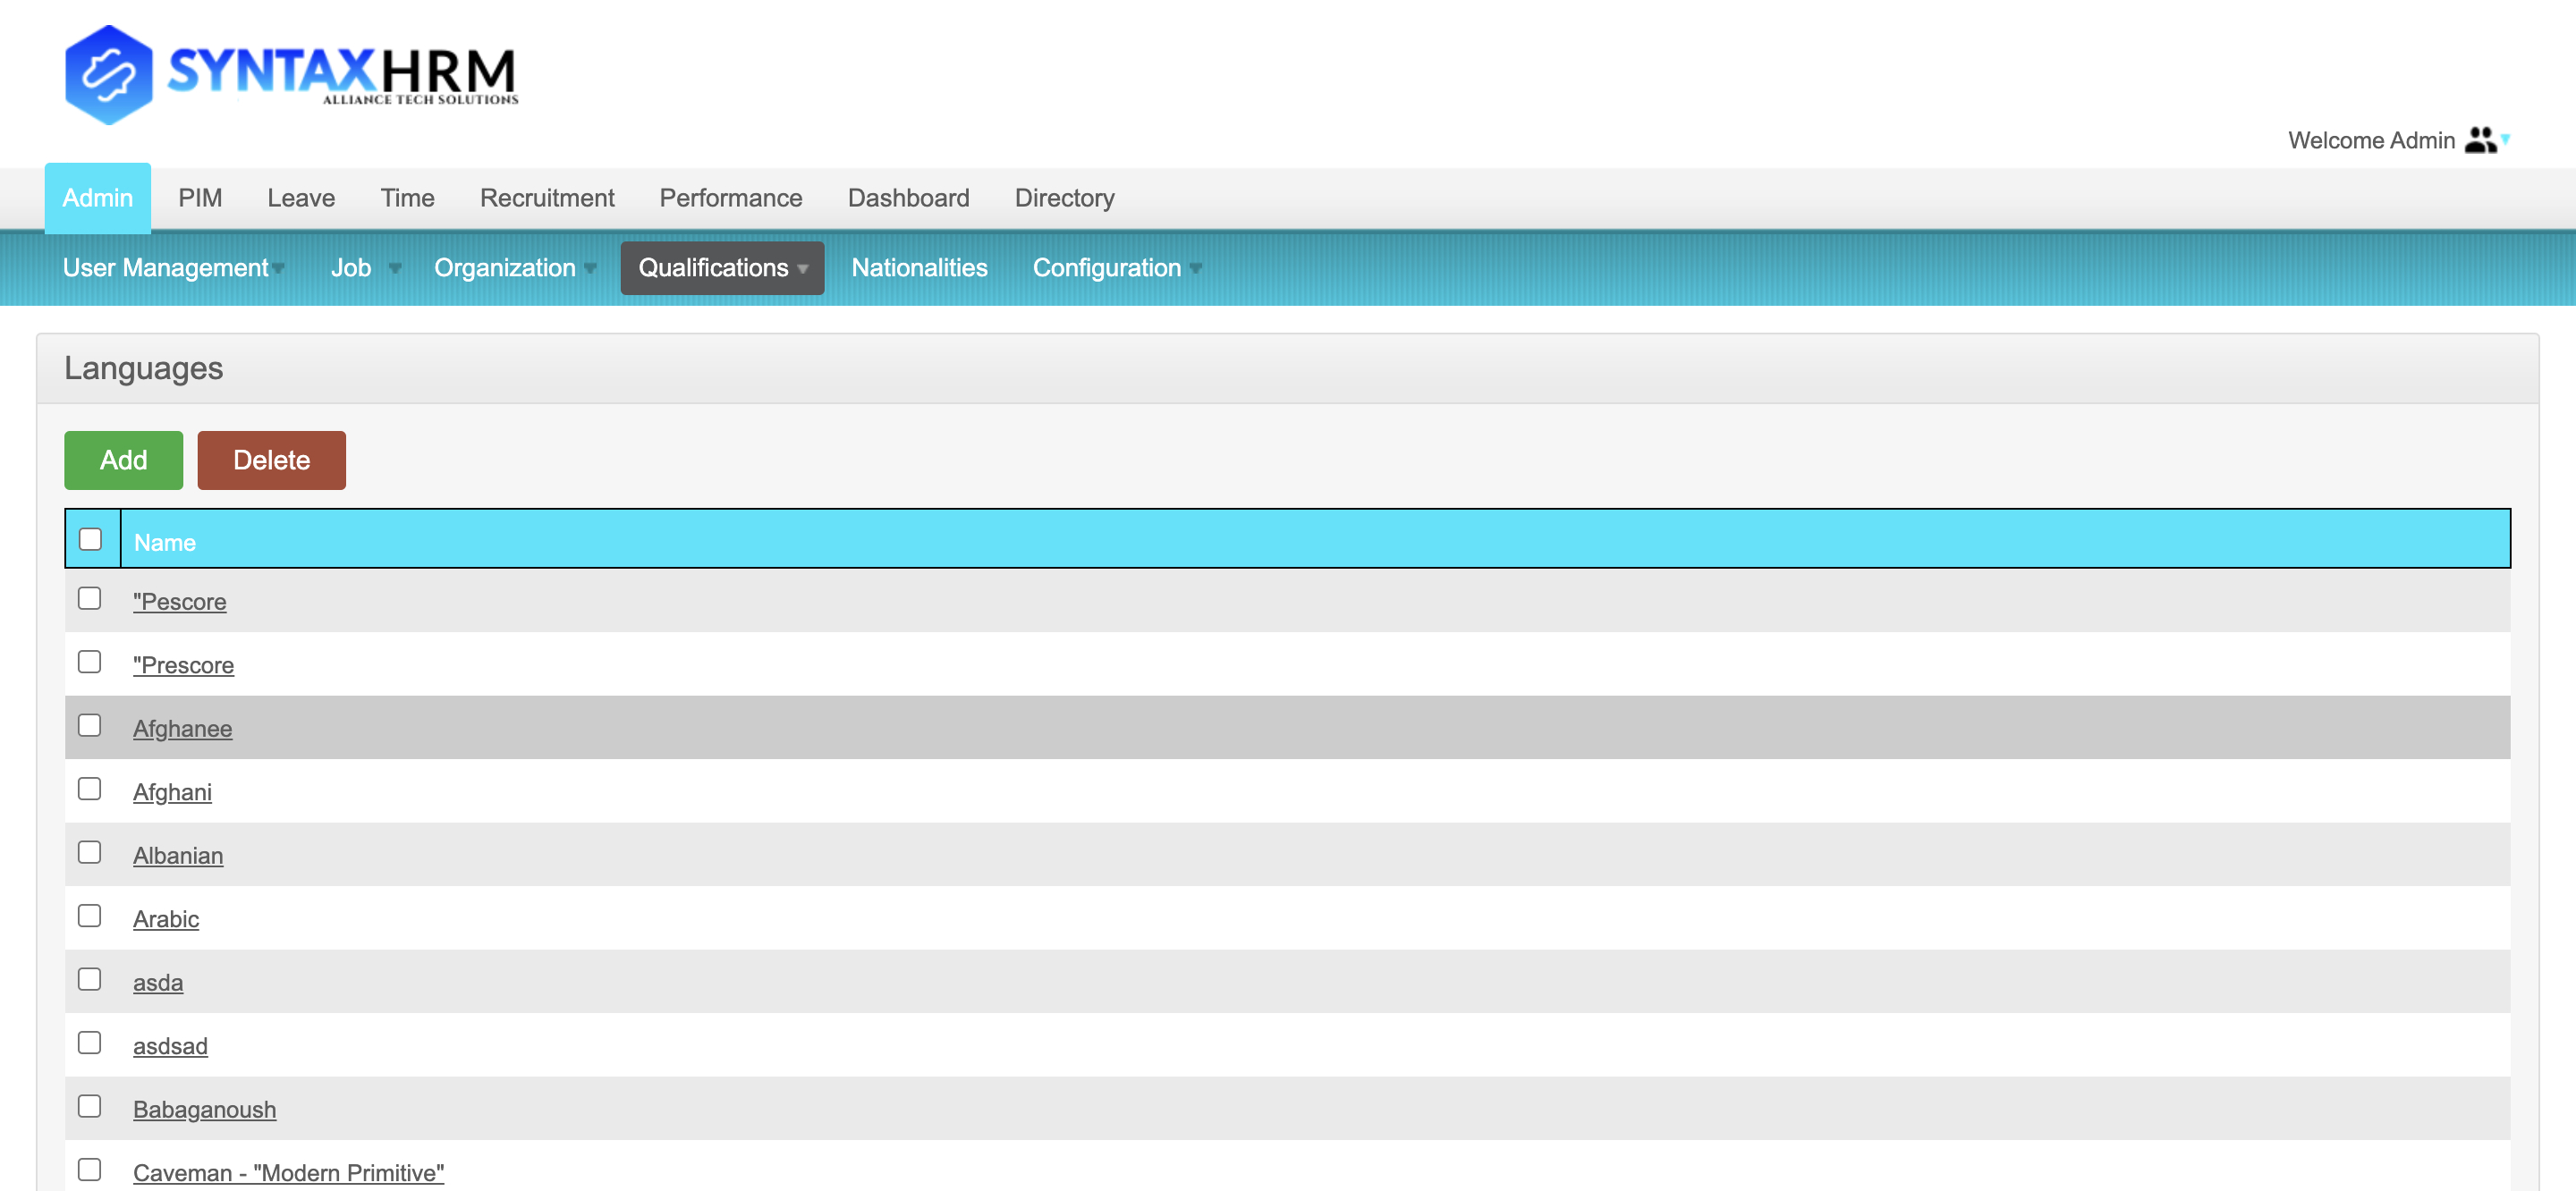 SYNTAXHRM
ALLIANCE TECH SOLUTIONS
Welcome Admin
Admin PIM Leave Time Recruitment Performance Dashboard Directory
User Management Job Organization Qualifications Nationalities Configuration
Languages
Add Delete
Name
"Pescore
"Prescore
Afghanee
Afghani
Albanian
Arabic
asda
asdsad
Babaganoush
Caveman - "Modern Primitive"